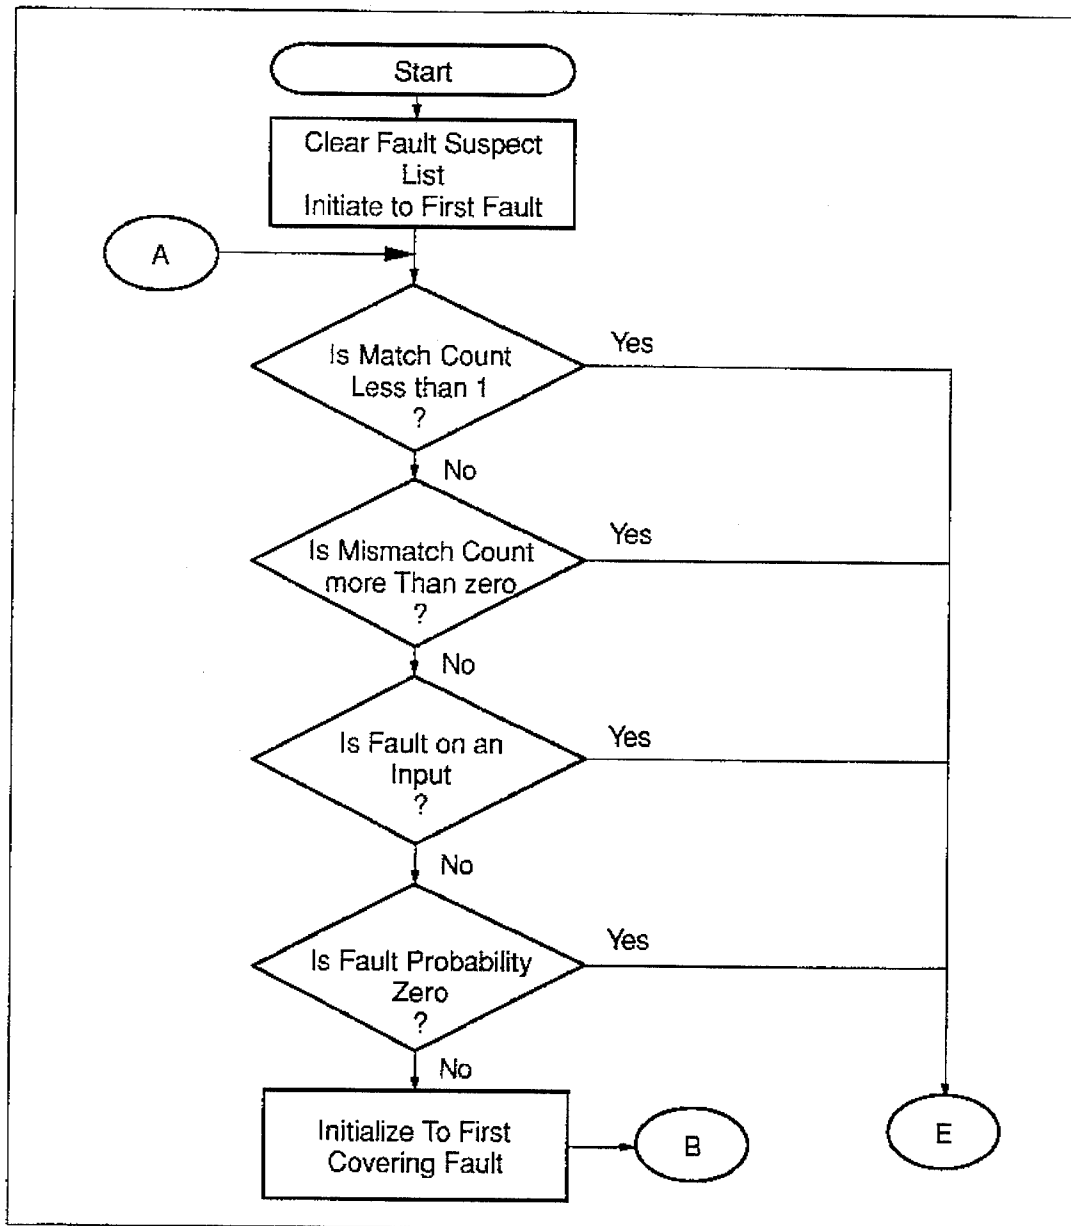 Start
Clear Fault Suspect
List
Initiate to First Fault
A
Is Match Count
Less than 1
?
Yes
No
Is Mismatch Count
more Than zero
?
Yes
No
Is Fault on an
Input
?
Yes
No
Is Fault Probability
Zero
?
Yes
No
Initialize To First
Covering Fault
B
E